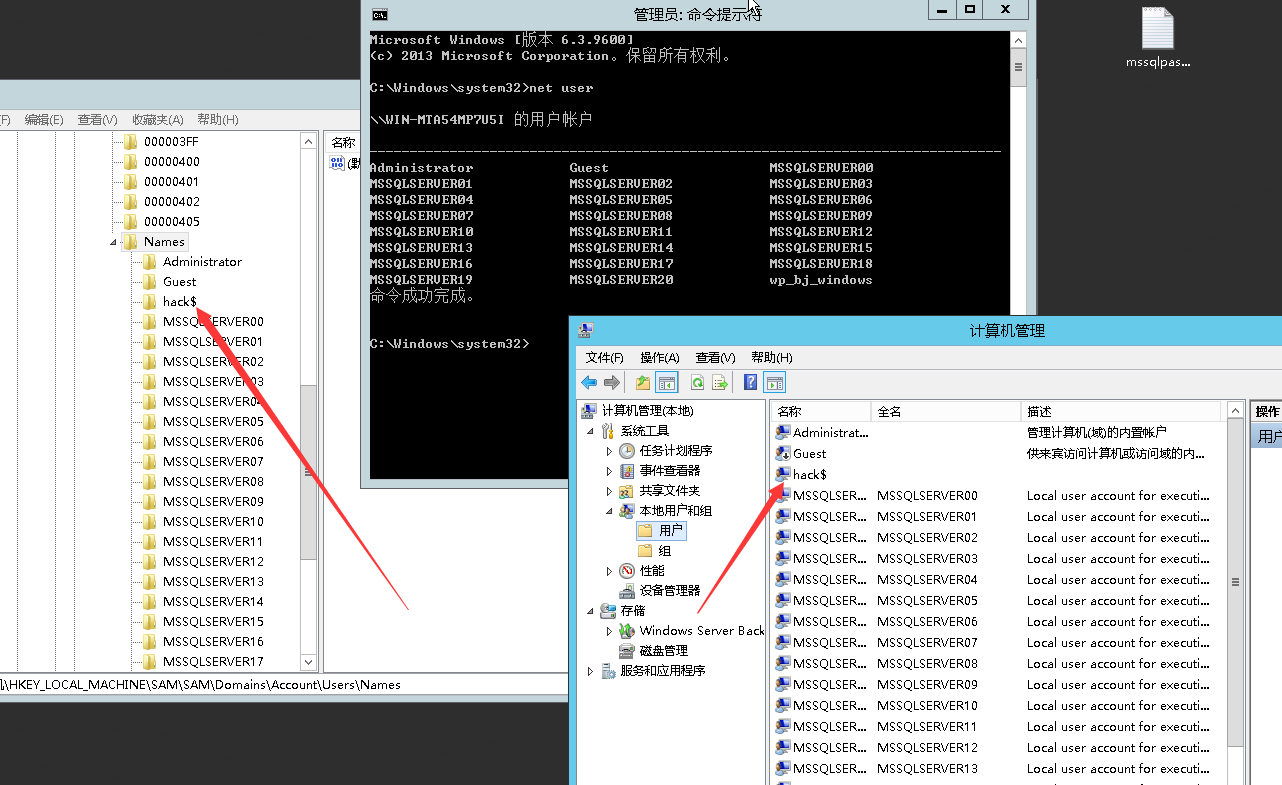 管理员: 命令提示符
Microsoft Windows [版本 6.3.9600]
(c) 2013 Microsoft Corporation。保留所有权利。
C:\Windows\system32>net user
\\WIN-MTA54MP7U5I 的用户帐户
-------------------------------------------------------------------------------
Administrator Guest MSSQLSERVER00
MSSQLSERVER01 MSSQLSERVER02 MSSQLSERVER03
MSSQLSERVER04 MSSQLSERVER05 MSSQLSERVER06
MSSQLSERVER07 MSSQLSERVER08 MSSQLSERVER09
MSSQLSERVER10 MSSQLSERVER11 MSSQLSERVER12
MSSQLSERVER13 MSSQLSERVER14 MSSQLSERVER15
MSSQLSERVER16 MSSQLSERVER17 MSSQLSERVER18
MSSQLSERVER19 MSSQLSERVER20 wp_bj_windows
命令成功完成。
C:\Windows\system32>
mssqlpas...
(F) 编辑(E) 查看(V) 收藏夹(A) 帮助(H)
000003FF
00000400
00000401
00000402
00000405
Names
Administrator
Guest
hack$
MSSQLSERVER00
MSSQLSERVER01
MSSQLSERVER02
MSSQLSERVER03
MSSQLSERVER04
MSSQLSERVER05
MSSQLSERVER06
MSSQLSERVER07
MSSQLSERVER08
MSSQLSERVER09
MSSQLSERVER10
MSSQLSERVER11
MSSQLSERVER12
MSSQLSERVER13
MSSQLSERVER14
MSSQLSERVER15
MSSQLSERVER16
MSSQLSERVER17
名称
\HKEY_LOCAL_MACHINE\SAM\SAM\Domains\Account\Users\Names
计算机管理
文件(F) 操作(A) 查看(V) 帮助(H)
计算机管理(本地)
系统工具
任务计划程序
事件查看器
共享文件夹
本地用户和组
用户
组
性能
设备管理器
存储
Windows Server Back
磁盘管理
服务和应用程序
名称 全名 描述
Administrat... 管理计算机(域)的内置帐户
Guest 供来宾访问计算机或访问域的内...
hack$
MSSQLSER... MSSQLSERVER00 Local user account for executi...
MSSQLSER... MSSQLSERVER01 Local user account for executi...
MSSQLSER... MSSQLSERVER02 Local user account for executi...
MSSQLSER... MSSQLSERVER03 Local user account for executi...
MSSQLSER... MSSQLSERVER04 Local user account for executi...
MSSQLSER... MSSQLSERVER05 Local user account for executi...
MSSQLSER... MSSQLSERVER06 Local user account for executi...
MSSQLSER... MSSQLSERVER07 Local user account for executi...
MSSQLSER... MSSQLSERVER08 Local user account for executi...
MSSQLSER... MSSQLSERVER09 Local user account for executi...
MSSQLSER... MSSQLSERVER10 Local user account for executi...
MSSQLSER... MSSQLSERVER11 Local user account for executi...
MSSQLSER... MSSQLSERVER12 Local user account for executi...
MSSQLSER... MSSQLSERVER13 Local user account for executi...
操作
用户